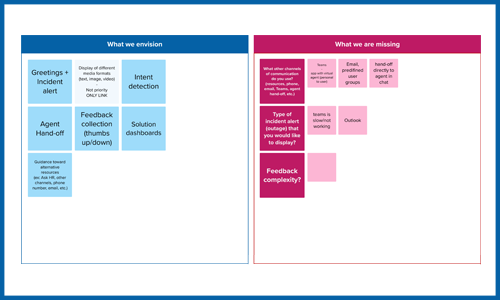 What we envision
Greetings +
Incident
alert
Display of different
media formats
(text, image, video)
-
Not priority
ONLY LINK
Intent
detection
Agent
Hand-off
Feedback
collection
(thumbs
up/down)
Solution
dashboards
Guidance toward
alternative
resources
(ex: Ask HR, other
channels, phone
number, email, etc.)
What we are missing
What other channels
of communication
do you use?
(resources, phone,
email, Teams, agent
hand-off, etc.)
Teams
app with virtual
agent (personal
to user)
Email,
predifined
user
groups
hand-off
directly to
agent in
chat
Type of
incident alert
(outage) that
you would like
to display?
teams is
slow/not
working
Outlook
Feedback
complexity?